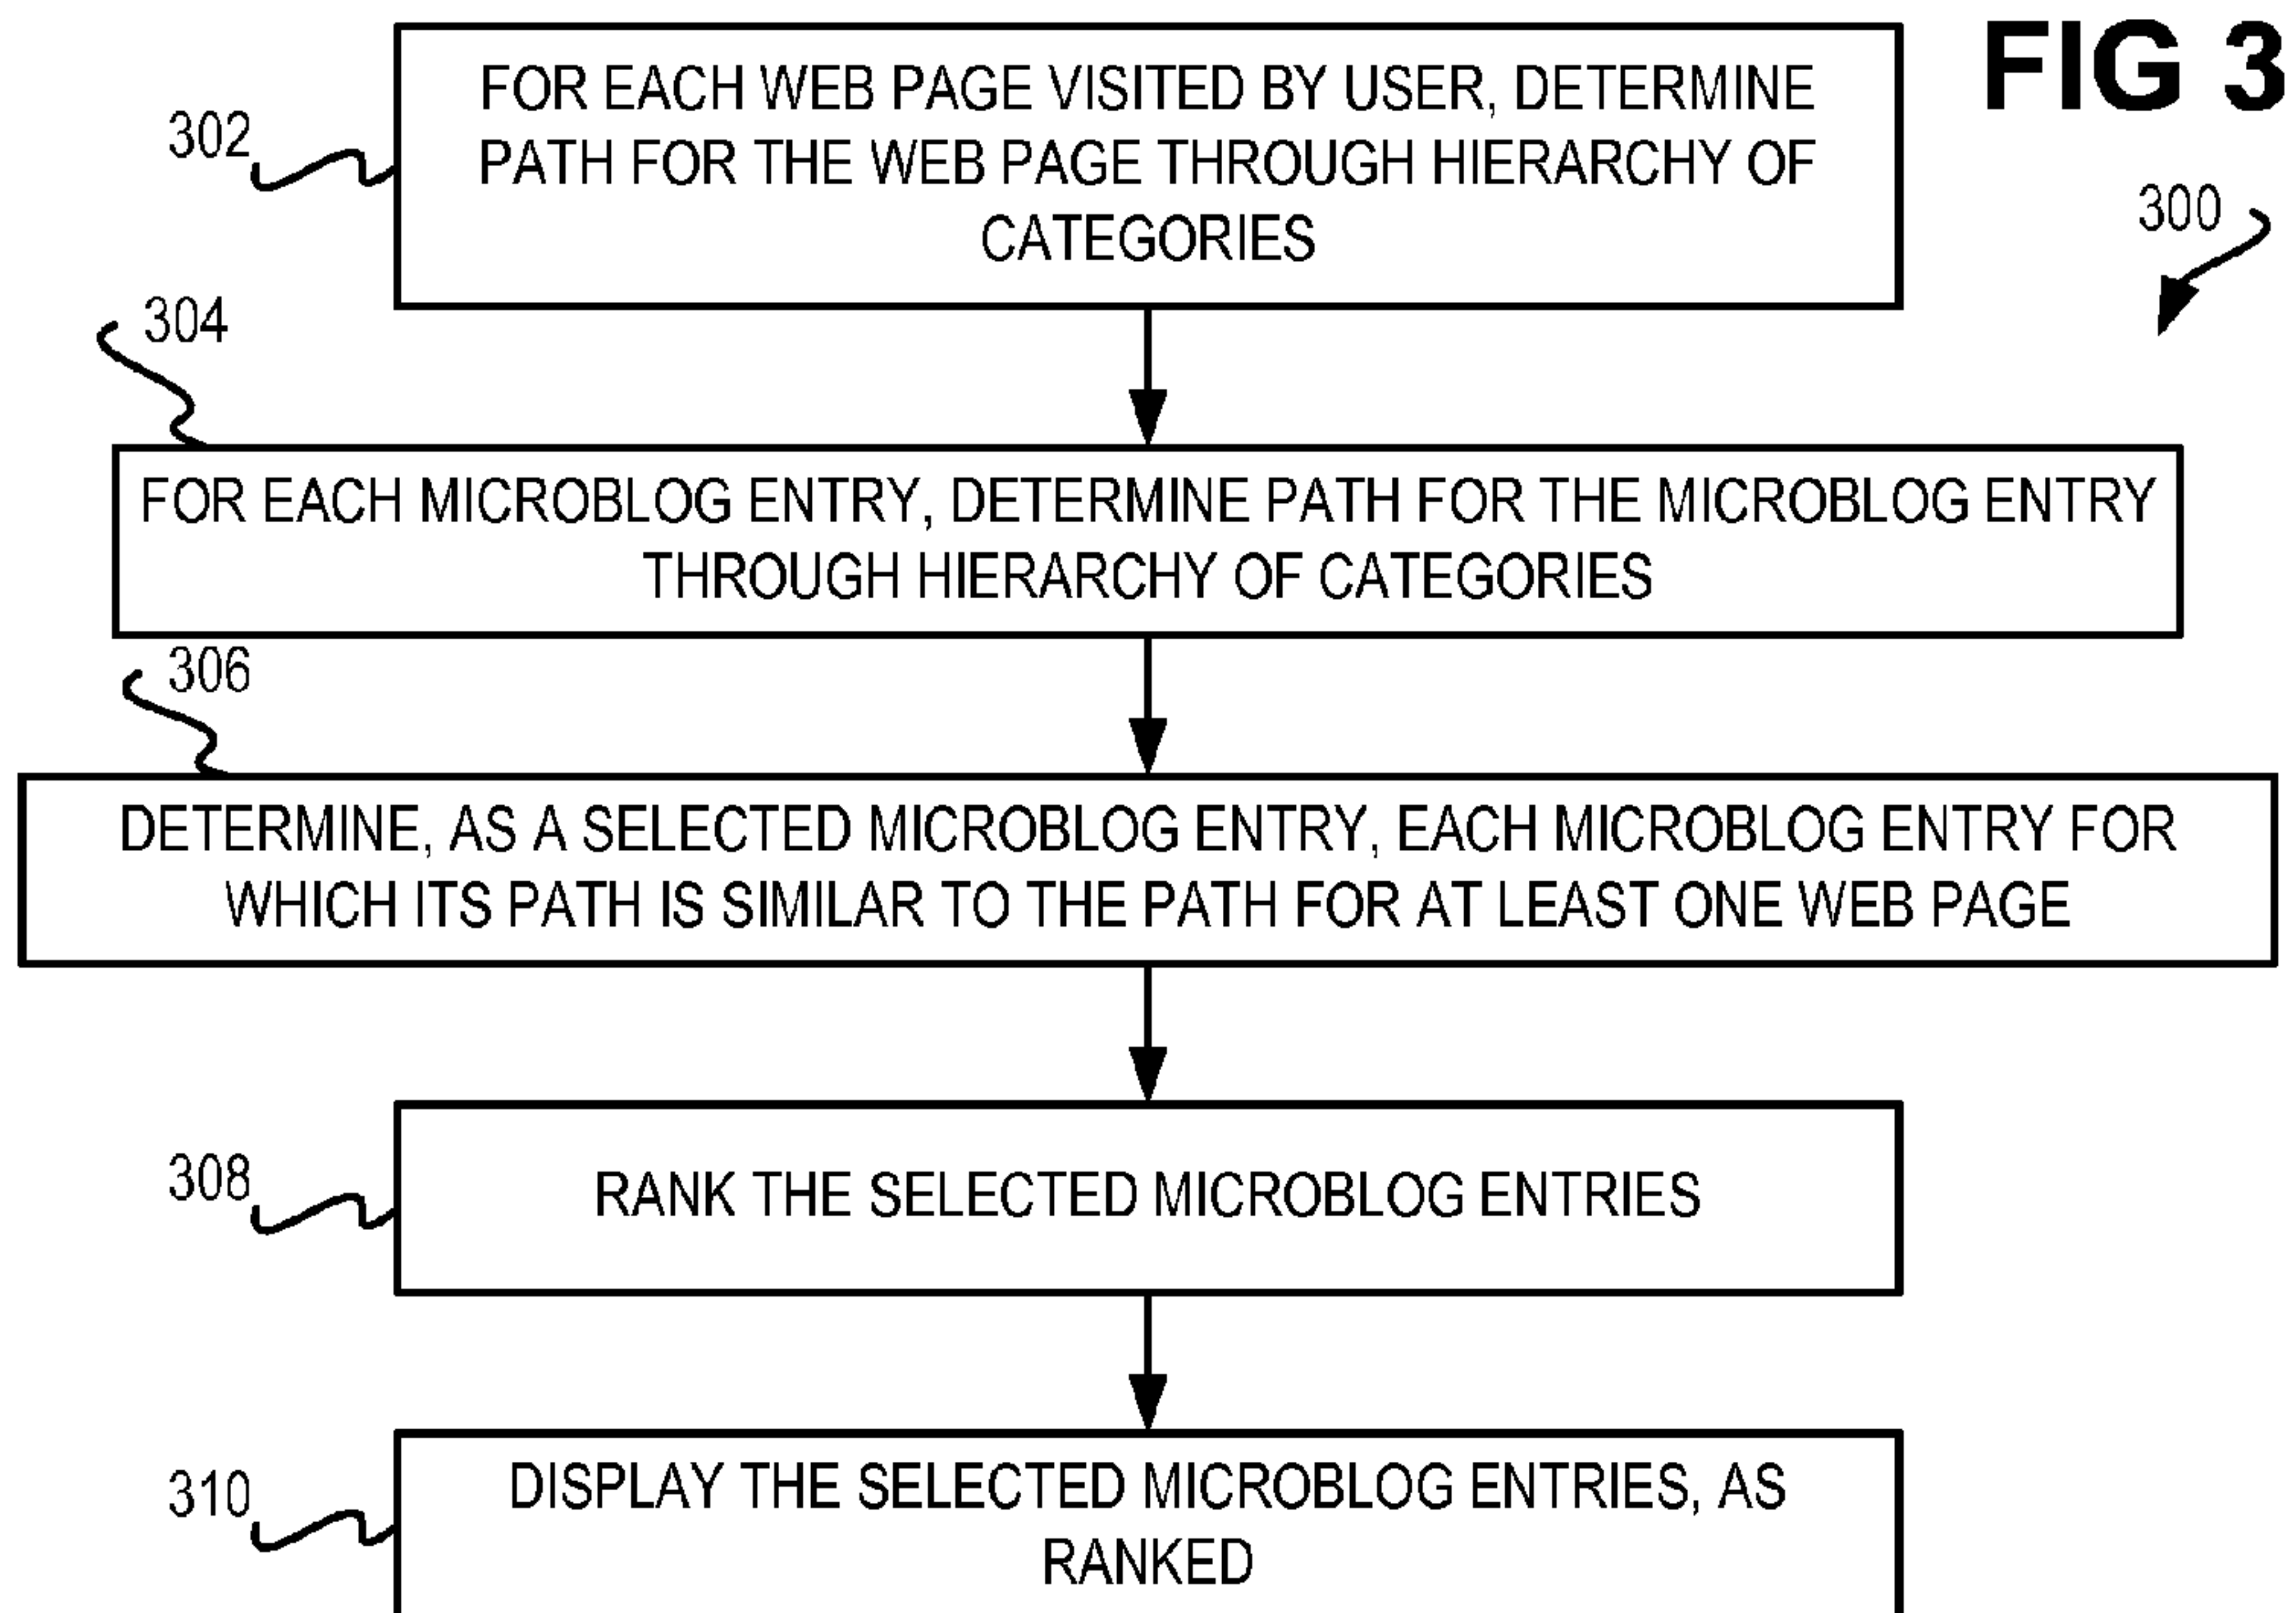 FIG 3
300
302
FOR EACH WEB PAGE VISITED BY USER, DETERMINE
PATH FOR THE WEB PAGE THROUGH HIERARCHY OF
CATEGORIES
304
FOR EACH MICROBLOG ENTRY, DETERMINE PATH FOR THE MICROBLOG ENTRY
THROUGH HIERARCHY OF CATEGORIES
306
DETERMINE, AS A SELECTED MICROBLOG ENTRY, EACH MICROBLOG ENTRY FOR
WHICH ITS PATH IS SIMILAR TO THE PATH FOR AT LEAST ONE WEB PAGE
308
RANK THE SELECTED MICROBLOG ENTRIES
310
DISPLAY THE SELECTED MICROBLOG ENTRIES, AS
RANKED